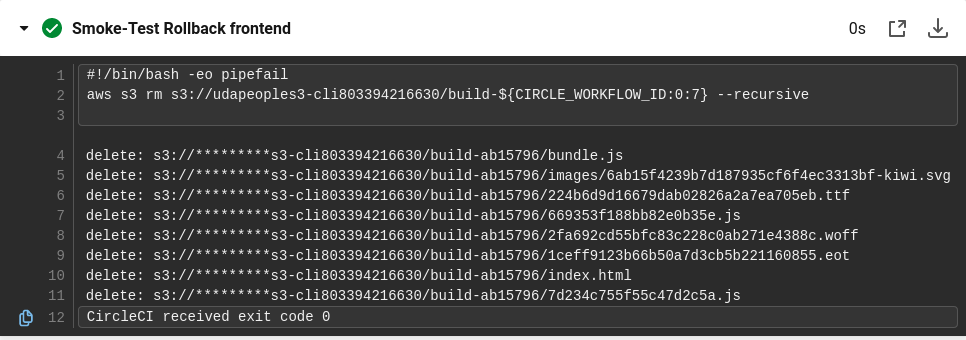 Smoke-Test Rollback frontend 0s
1 #!/bin/bash -eo pipefail
2 aws s3 rm s3://udapeoples3-cli803394216630/build-${CIRCLE_WORKFLOW_ID:0:7} --recursive
3
4 delete: s3://*********s3-cli803394216630/build-ab15796/bundle.js
5 delete: s3://*********s3-cli803394216630/build-ab15796/images/6ab15f4239b7d187935cf6f4ec3313bf-kiwi.svg
6 delete: s3://*********s3-cli803394216630/build-ab15796/224b6d9d16679dab02826a2a7ea705eb.ttf
7 delete: s3://*********s3-cli803394216630/build-ab15796/669353f188bb82e0b35e.js
8 delete: s3://*********s3-cli803394216630/build-ab15796/2fa692cd55bfc83c228c0ab271e4388c.woff
9 delete: s3://*********s3-cli803394216630/build-ab15796/1ceff9123b66b50a7d3cb5b221160855.eot
10 delete: s3://*********s3-cli803394216630/build-ab15796/index.html
11 delete: s3://*********s3-cli803394216630/build-ab15796/7d234c755f55c47d2c5a.js
12 CircleCI received exit code 0